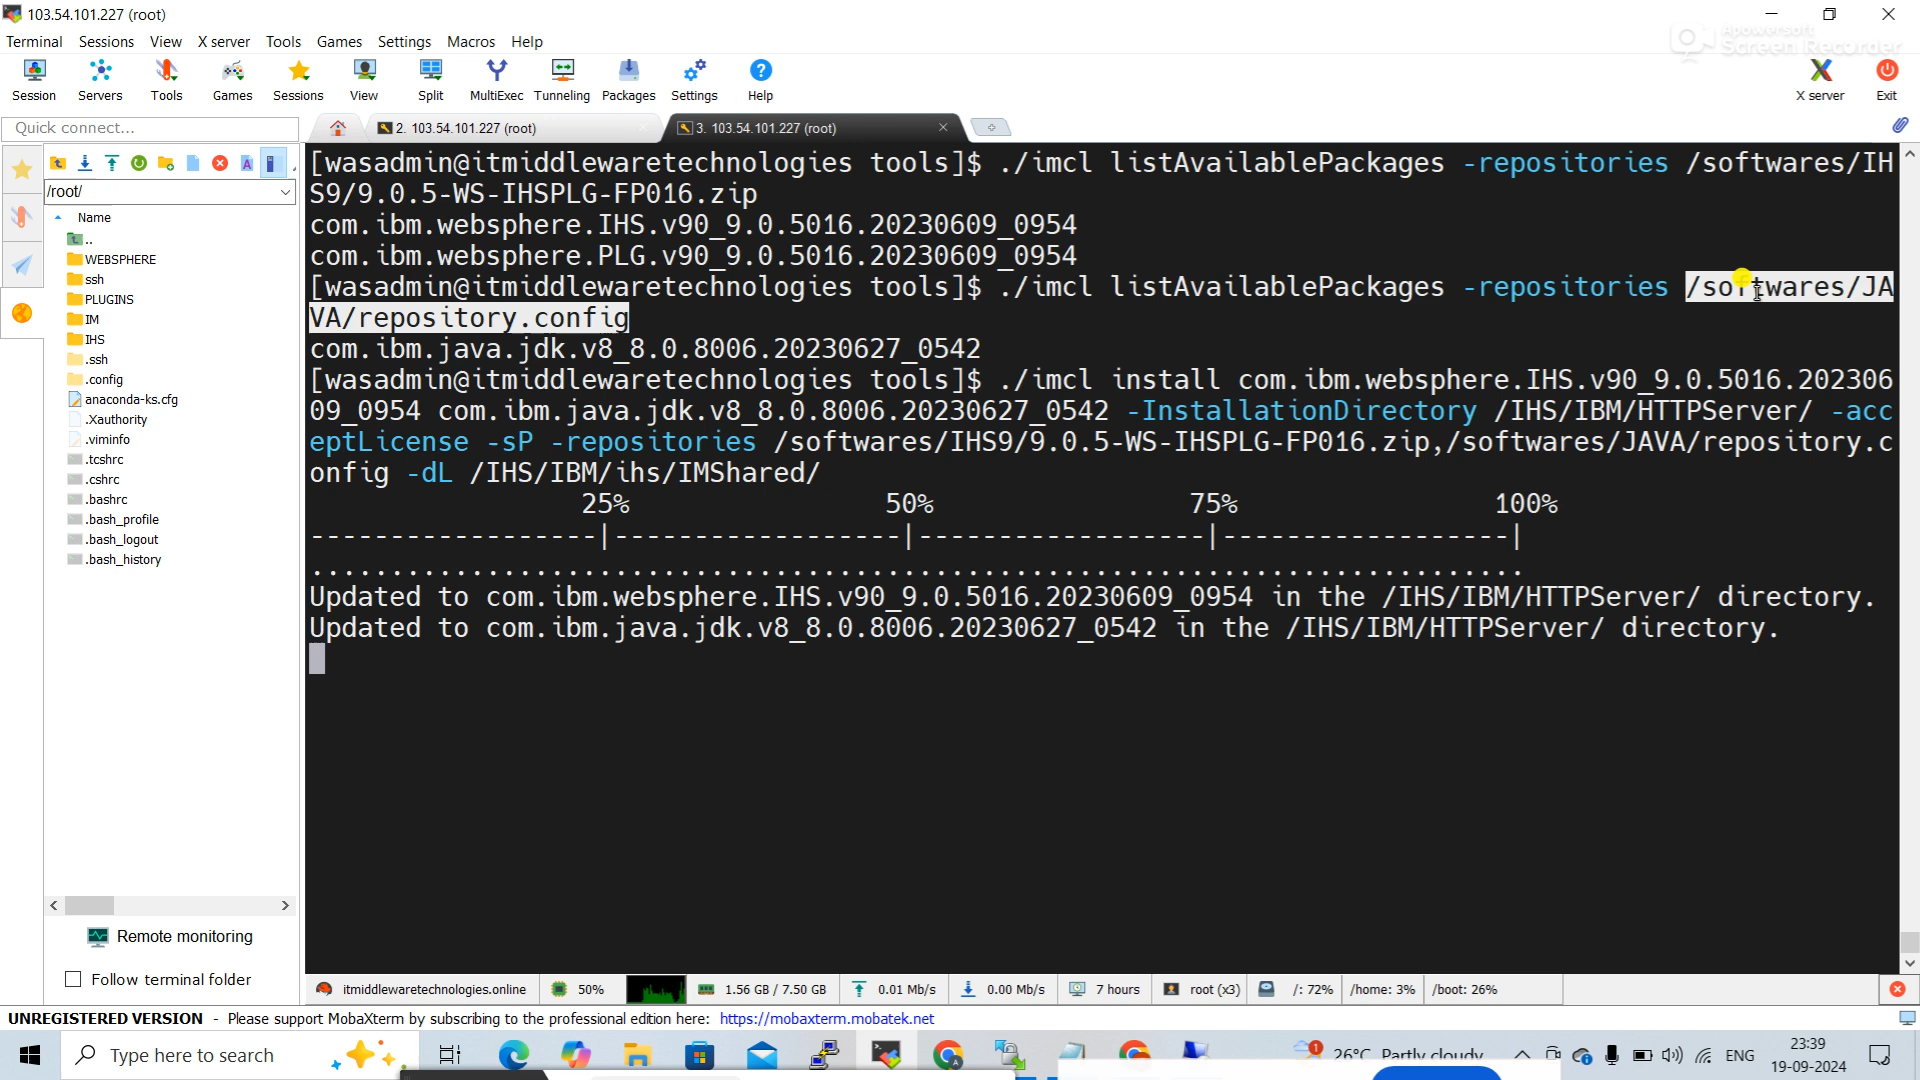 103.54.101.227 (root)
Apowersoft
Screen Recorder
Terminal Sessions View X server Tools Games Settings Macros Help
Session Servers Tools Games Sessions View Split MultiExec Tunneling Packages Settings Help X server Exit
Quick connect...
2. 103.54.101.227 (root)
3. 103.54.101.227 (root)
/root/
Name
..
WEBSPHERE
ssh
PLUGINS
IM
IHS
.ssh
.config
anaconda-ks.cfg
.Xauthority
.viminfo
.tcshrc
.cshrc
.bashrc
.bash_profile
.bash_logout
.bash_history
Remote monitoring
Follow terminal folder
[wasadmin@itmiddlewaretechnologies tools]$ ./imcl listAvailablePackages -repositories /softwares/IH
S9/9.0.5-WS-IHSPLG-FP016.zip
com.ibm.websphere.IHS.v90_9.0.5016.20230609_0954
com.ibm.websphere.PLG.v90_9.0.5016.20230609_0954
[wasadmin@itmiddlewaretechnologies tools]$ ./imcl listAvailablePackages -repositories /softwares/JA
VA/repository.config
com.ibm.java.jdk.v8_8.0.8006.20230627_0542
[wasadmin@itmiddlewaretechnologies tools]$ ./imcl install com.ibm.websphere.IHS.v90_9.0.5016.202306
09_0954 com.ibm.java.jdk.v8_8.0.8006.20230627_0542 -InstallationDirectory /IHS/IBM/HTTPServer/ -acc
eptLicense -sP -repositories /softwares/IHS9/9.0.5-WS-IHSPLG-FP016.zip,/softwares/JAVA/repository.c
onfig -dL /IHS/IBM/ihs/IMShared/
25% 50% 75% 100%
------------------|------------------|------------------|------------------|
............................................................................
Updated to com.ibm.websphere.IHS.v90_9.0.5016.20230609_0954 in the /IHS/IBM/HTTPServer/ directory.
Updated to com.ibm.java.jdk.v8_8.0.8006.20230627_0542 in the /IHS/IBM/HTTPServer/ directory.
itmiddlewaretechnologies.online 50% 1.56 GB / 7.50 GB 0.01 Mb/s 0.00 Mb/s 7 hours root (x3) /: 72% /home: 3% /boot: 26%
UNREGISTERED VERSION - Please support MobaXterm by subscribing to the professional edition here: https://mobaxterm.mobatek.net
Type here to search
1
26°C Partly cloudy
ENG
23:39
19-09-2024